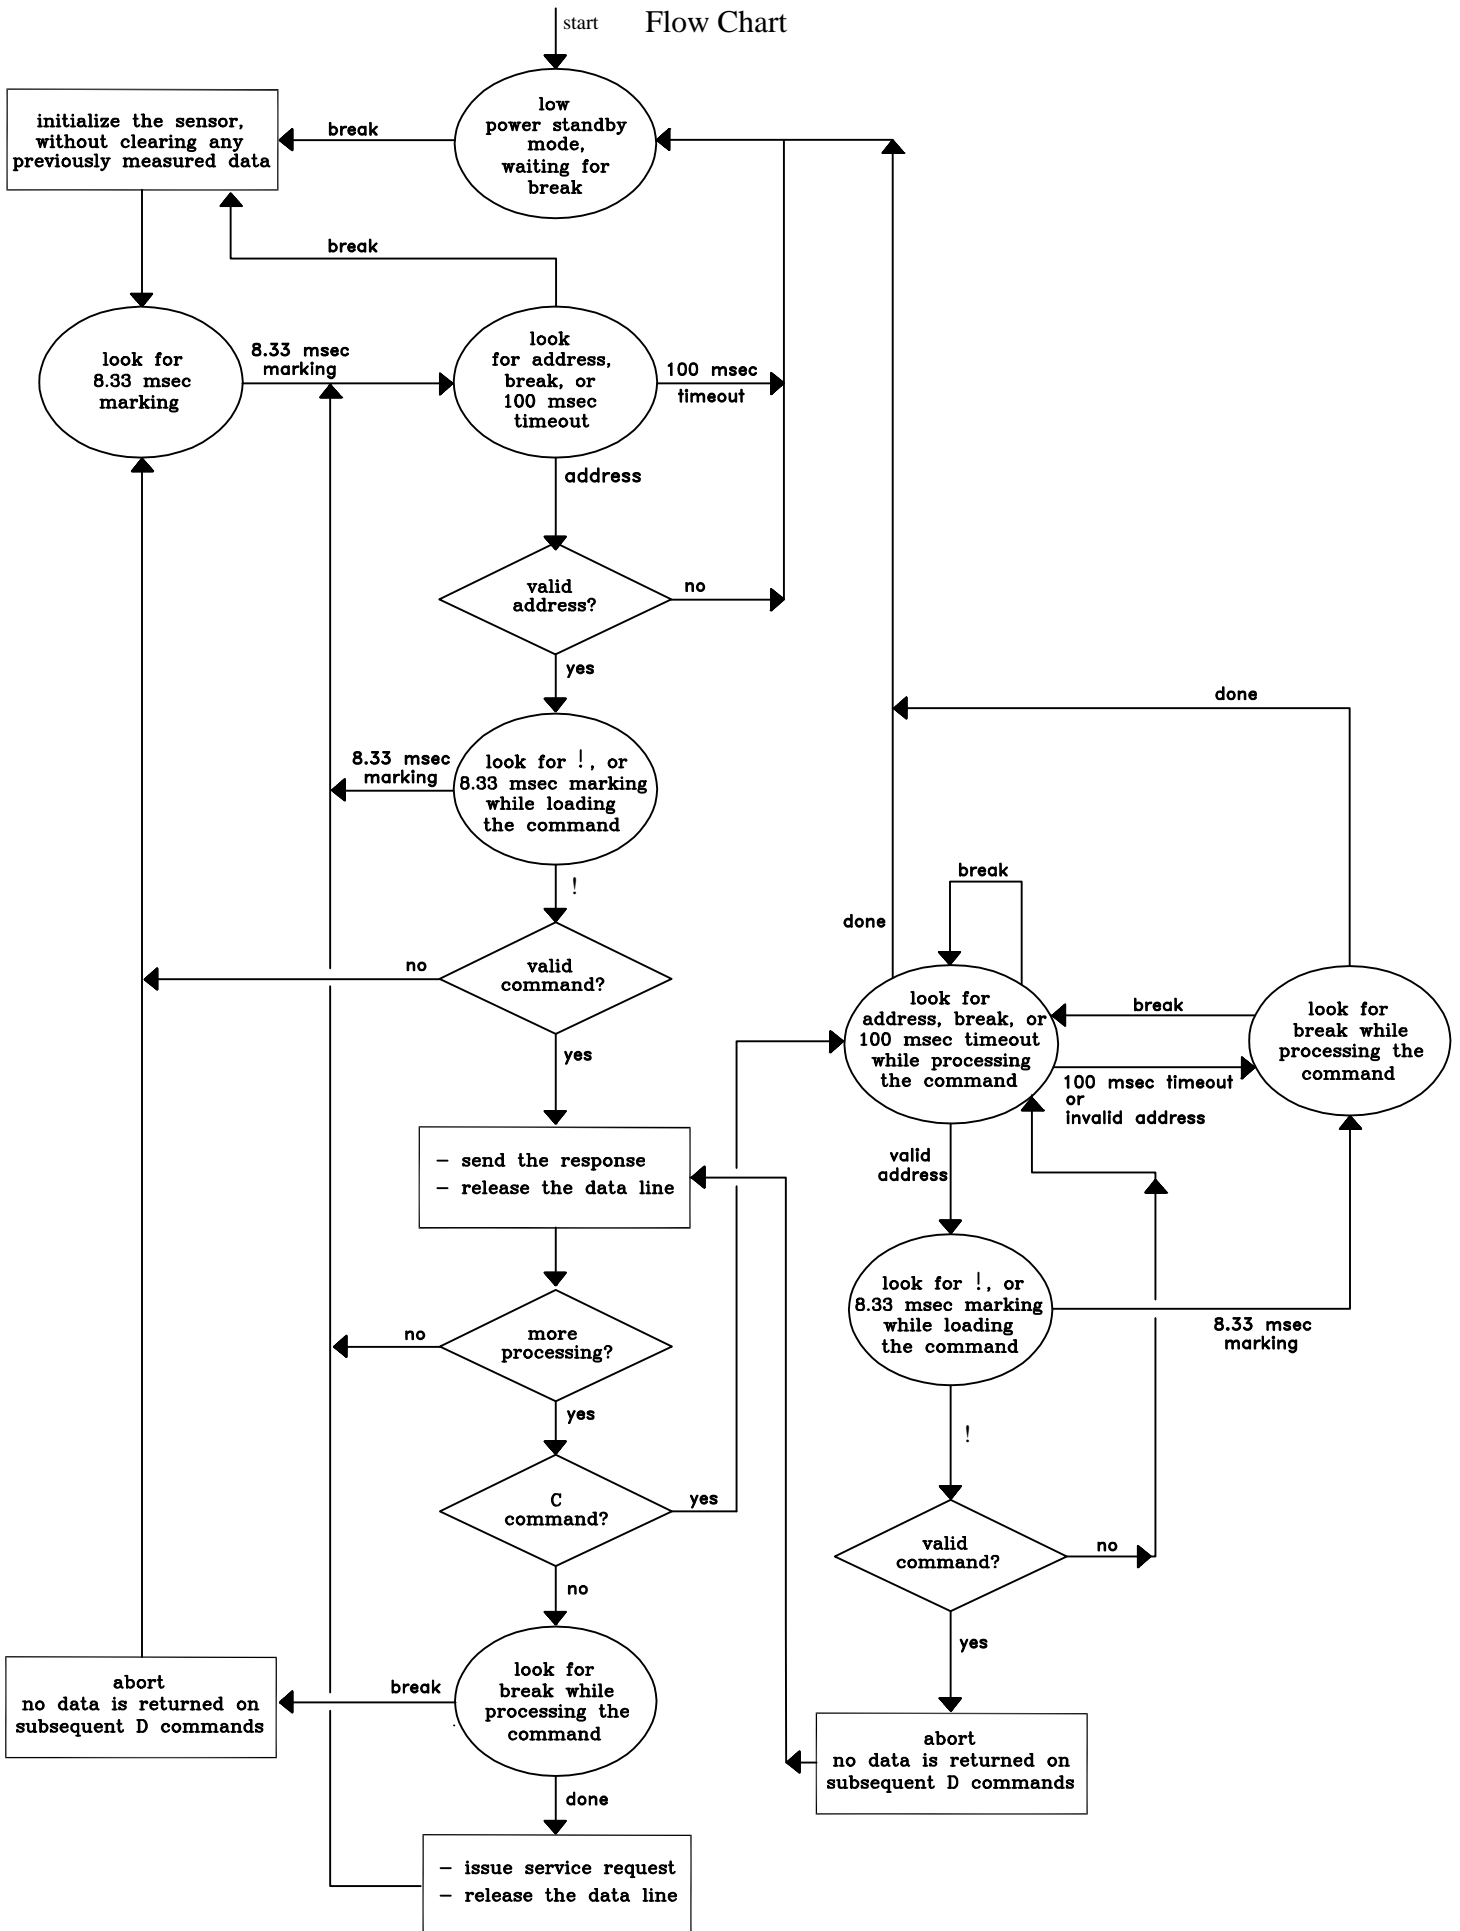 start
Flow Chart
low
power standby
mode,
waiting for
break
break
initialize the sensor,
without clearing any
previously measured data
break
look for
8.33 msec
marking
8.33 msec
marking
look
for address,
break, or
100 msec
timeout
100 msec
timeout
address
valid
address?
no
yes
8.33 msec
marking
look for !, or
8.33 msec marking
while loading
the command
!
valid
command?
no
yes
- send the response
- release the data line
more
processing?
no
yes
C
command?
yes
no
look for
break while
processing the
command
break
abort
no data is returned on
subsequent D commands
done
- issue service request
- release the data line
done
done
break
look for
address, break, or
100 msec timeout
while processing
the command
break
look for
break while
processing the
command
100 msec timeout
or
invalid address
valid
address
look for !, or
8.33 msec marking
while loading
the command
8.33 msec
marking
!
valid
command?
no
yes
abort
no data is returned on
subsequent D commands